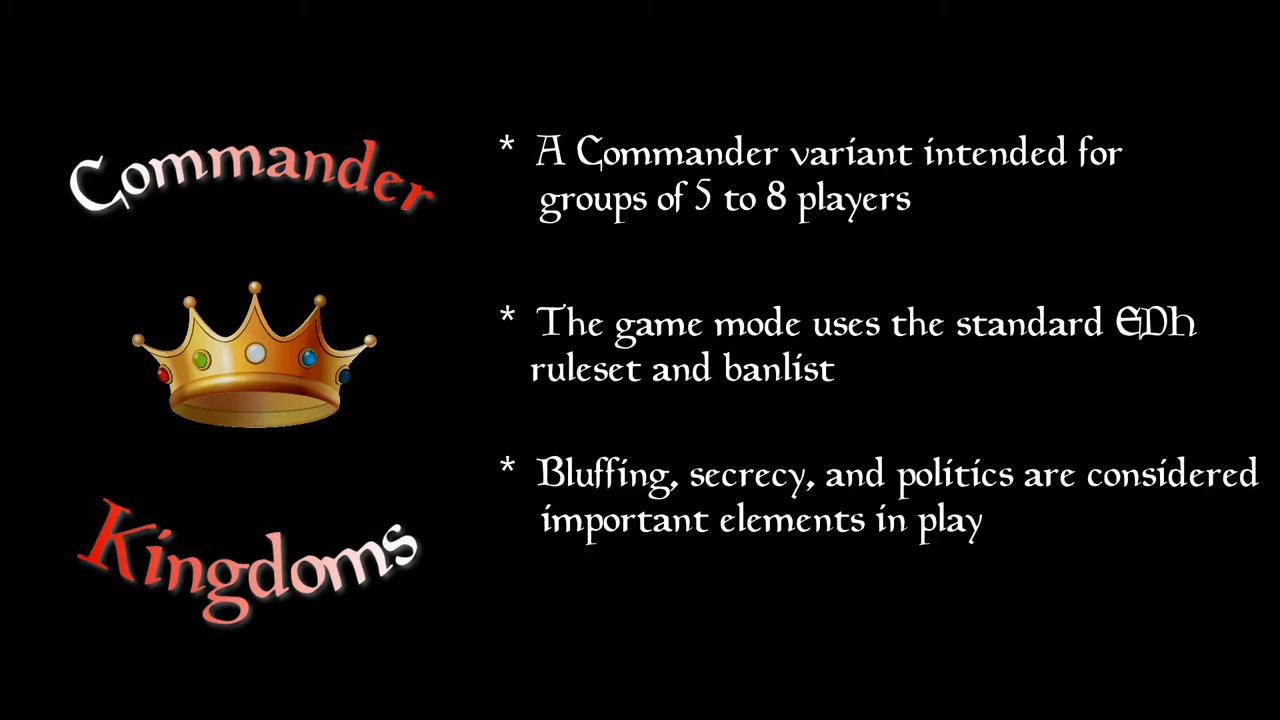 Commander
Kingdoms
* A Commander variant intended for
groups of 5 to 8 players
* The game mode uses the standard EDh
ruleset and banlist
* Bluffing, secrecy, and politics are considered
important elements in play